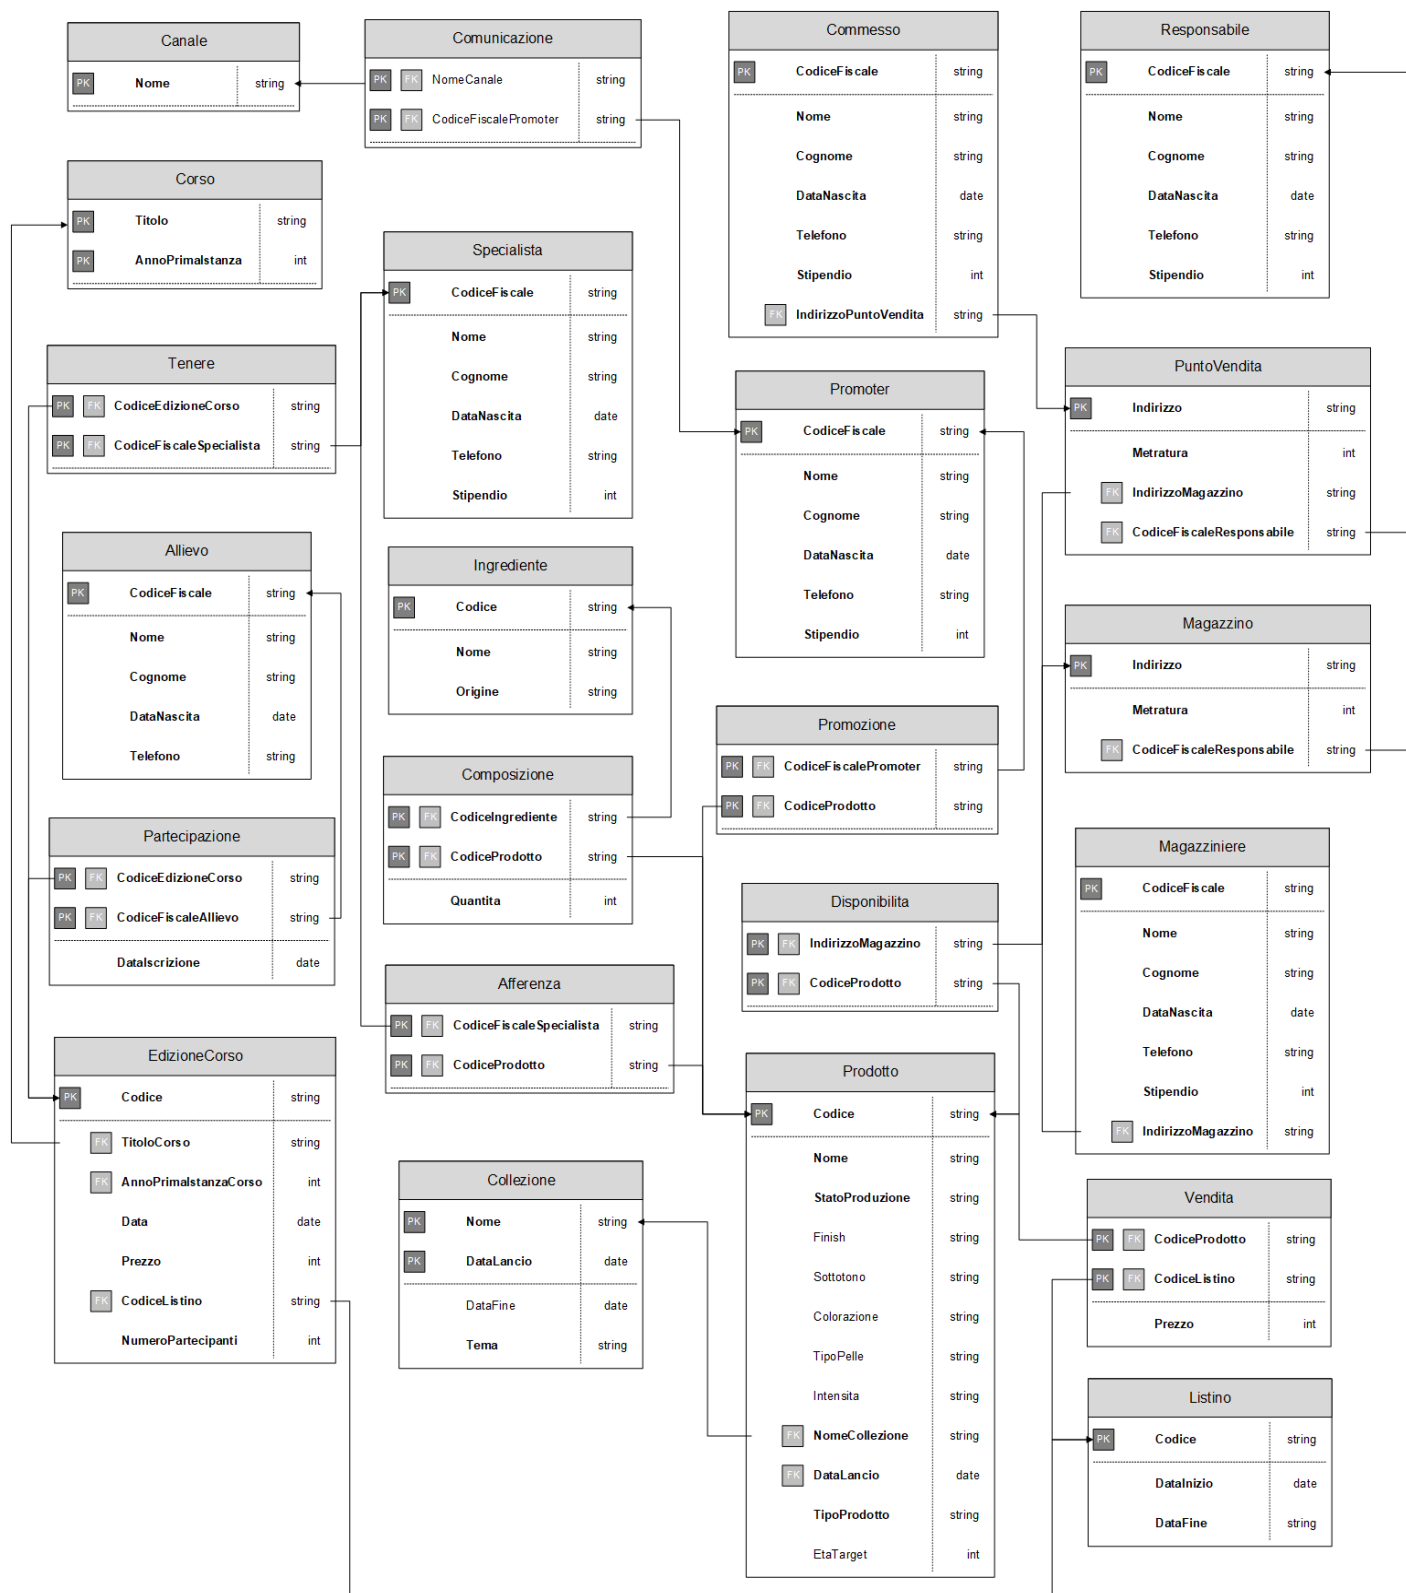 Canale
PK Nome string
Comunicazione
PK FK NomeCanale string
PK FK CodiceFiscalePromoter string
Commesso
PK CodiceFiscale string
Nome string
Cognome string
DataNascita date
Telefono string
Stipendio int
FK IndirizzoPuntoVendita string
Responsabile
PK CodiceFiscale string
Nome string
Cognome string
DataNascita date
Telefono string
Stipendio int
Corso
PK Titolo string
PK AnnoPrimaIstanza int
Specialista
PK CodiceFiscale string
Nome string
Cognome string
DataNascita date
Telefono string
Stipendio int
Tenere
PK FK CodiceEdizioneCorso string
PK FK CodiceFiscaleSpecialista string
Promoter
PK CodiceFiscale string
Nome string
Cognome string
DataNascita date
Telefono string
Stipendio int
PuntoVendita
PK Indirizzo string
Metratura int
FK IndirizzoMagazzino string
FK CodiceFiscaleResponsabile string
Allievo
PK CodiceFiscale string
Nome string
Cognome string
DataNascita date
Telefono string
Ingrediente
PK Codice string
Nome string
Origine string
Magazzino
PK Indirizzo string
Metratura int
FK CodiceFiscaleResponsabile string
Composizione
PK FK CodiceIngrediente string
PK FK CodiceProdotto string
Quantita int
Promozione
PK FK CodiceFiscalePromoter string
PK FK CodiceProdotto string
Partecipazione
PK FK CodiceEdizioneCorso string
PK FK CodiceFiscaleAllievo string
DataIscrizione date
Disponibilita
PK FK IndirizzoMagazzino string
PK FK CodiceProdotto string
Magazziniere
PK CodiceFiscale string
Nome string
Cognome string
DataNascita date
Telefono string
Stipendio int
FK IndirizzoMagazzino string
Afferenza
PK FK CodiceFiscaleSpecialista string
PK FK CodiceProdotto string
EdizioneCorso
PK Codice string
FK TitoloCorso string
FK AnnoPrimaIstanzaCorso int
Data date
Prezzo int
FK CodiceListino string
NumeroPartecipanti int
Collezione
PK Nome string
PK DataLancio date
DataFine date
Tema string
Prodotto
PK Codice string
Nome string
StatoProduzione string
Finish string
Sottotono string
Colorazione string
TipoPelle string
Intensita string
FK NomeCollezione string
FK DataLancio date
TipoProdotto string
EtaTarget int
Vendita
PK FK CodiceProdotto string
PK FK CodiceListino string
Prezzo int
Listino
PK Codice string
DataInizio date
DataFine string